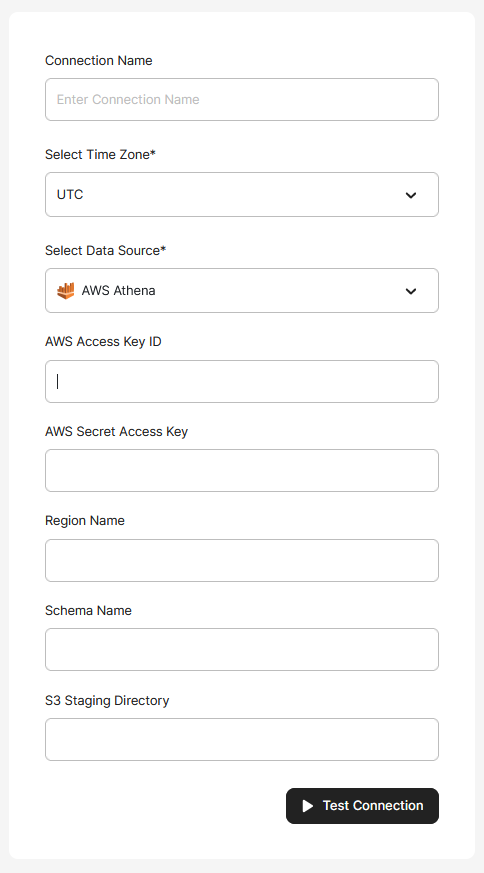 Connection Name
Enter Connection Name
Select Time Zone*
UTC
Select Data Source*
AWS Athena
AWS Access Key ID
AWS Secret Access Key
Region Name
Schema Name
S3 Staging Directory
Test Connection